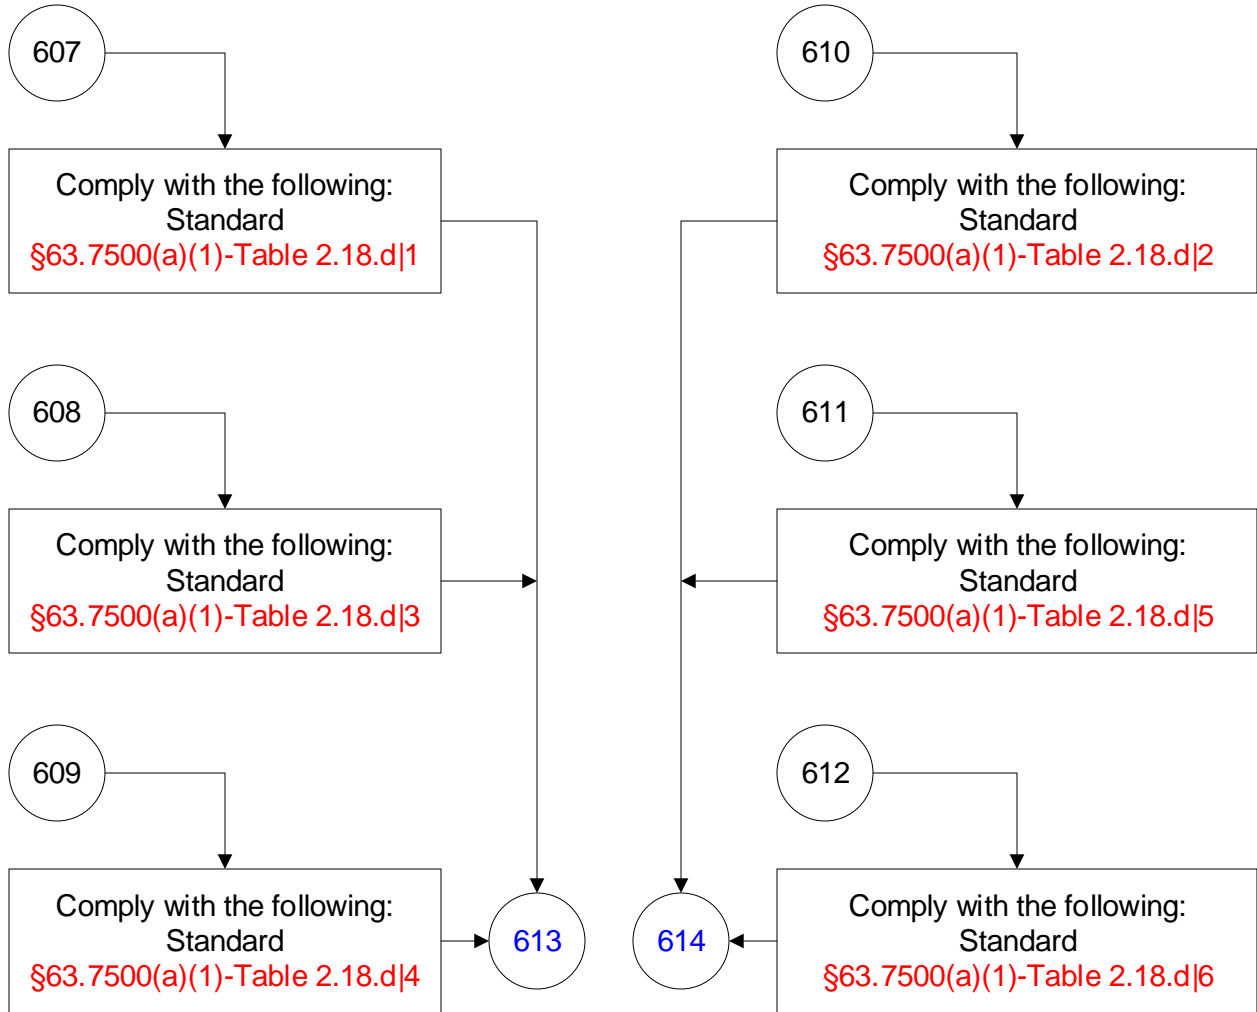 607
Comply with the following:
Standard
§63.7500(a)(1)-Table 2.18.d|1
608
Comply with the following:
Standard
§63.7500(a)(1)-Table 2.18.d|3
609
Comply with the following:
Standard
§63.7500(a)(1)-Table 2.18.d|4
613
610
Comply with the following:
Standard
§63.7500(a)(1)-Table 2.18.d|2
611
Comply with the following:
Standard
§63.7500(a)(1)-Table 2.18.d|5
612
Comply with the following:
Standard
§63.7500(a)(1)-Table 2.18.d|6
614